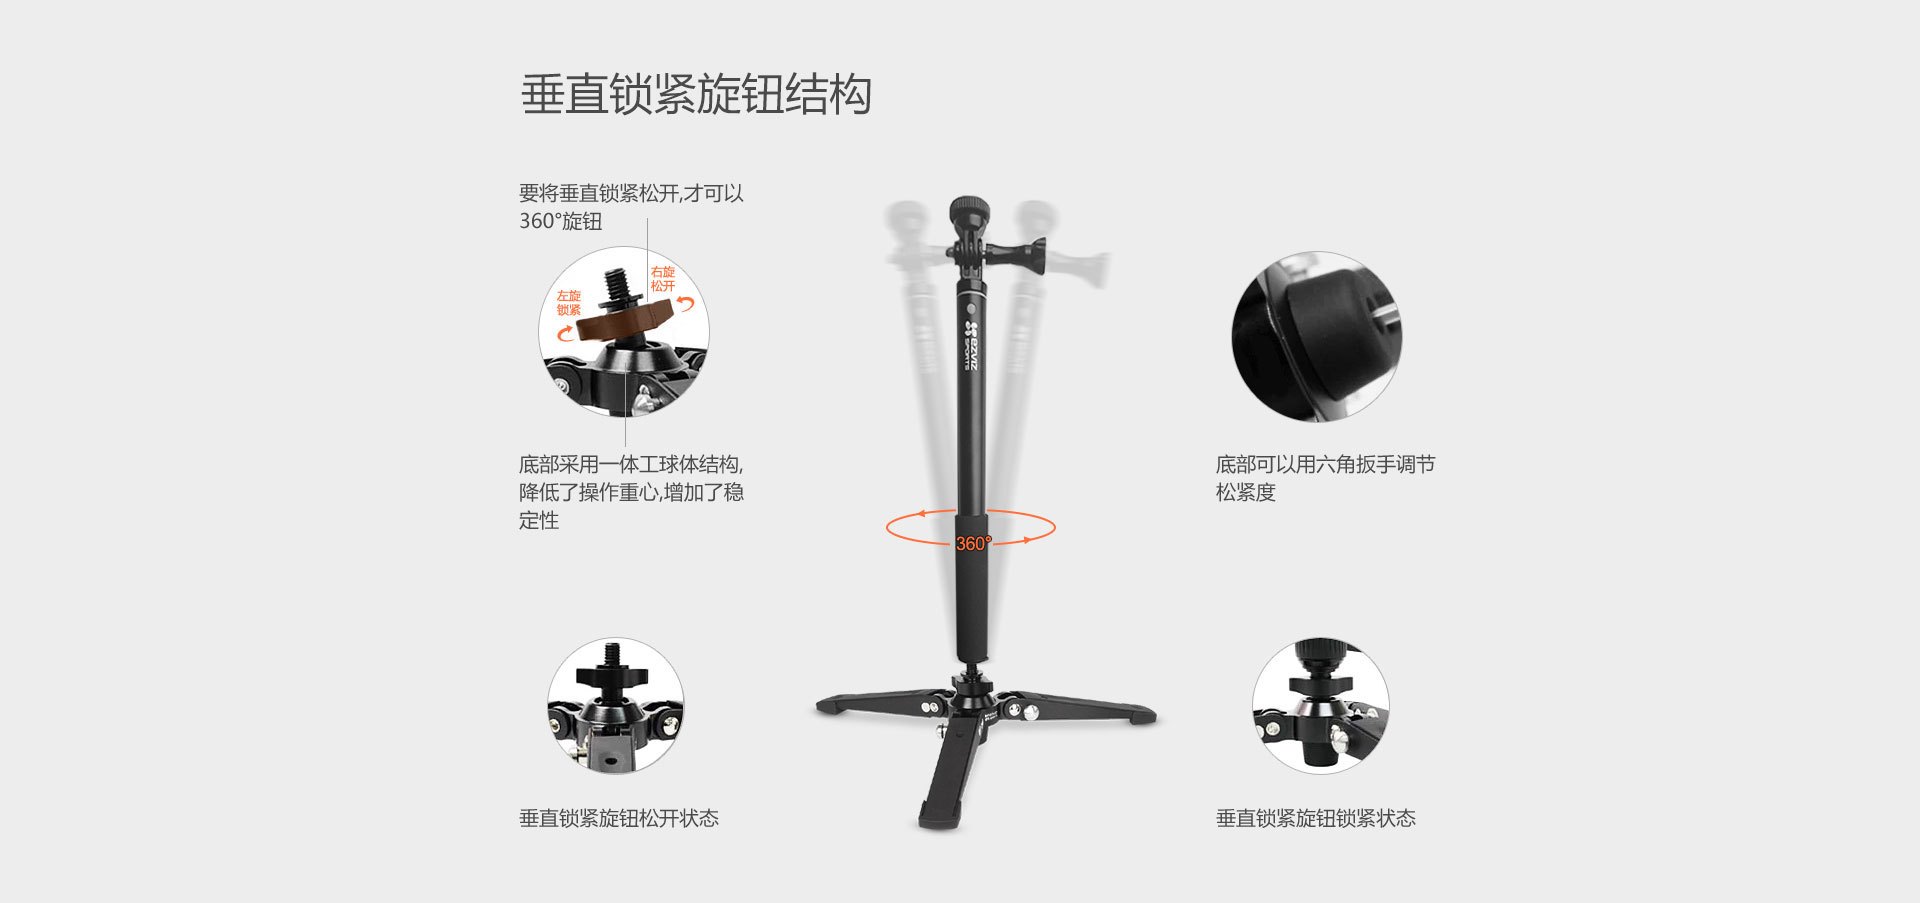 垂直锁紧旋钮结构
要将垂直锁紧松开,才可以
360°旋钮
右旋
松开
左旋
锁紧
底部采用一体工球体结构,
降低了操作重心,增加了稳
定性
ezviz
SPORTS
360°
底部可以用六角扳手调节
松紧度
垂直锁紧旋钮松开状态
垂直锁紧旋钮锁紧状态